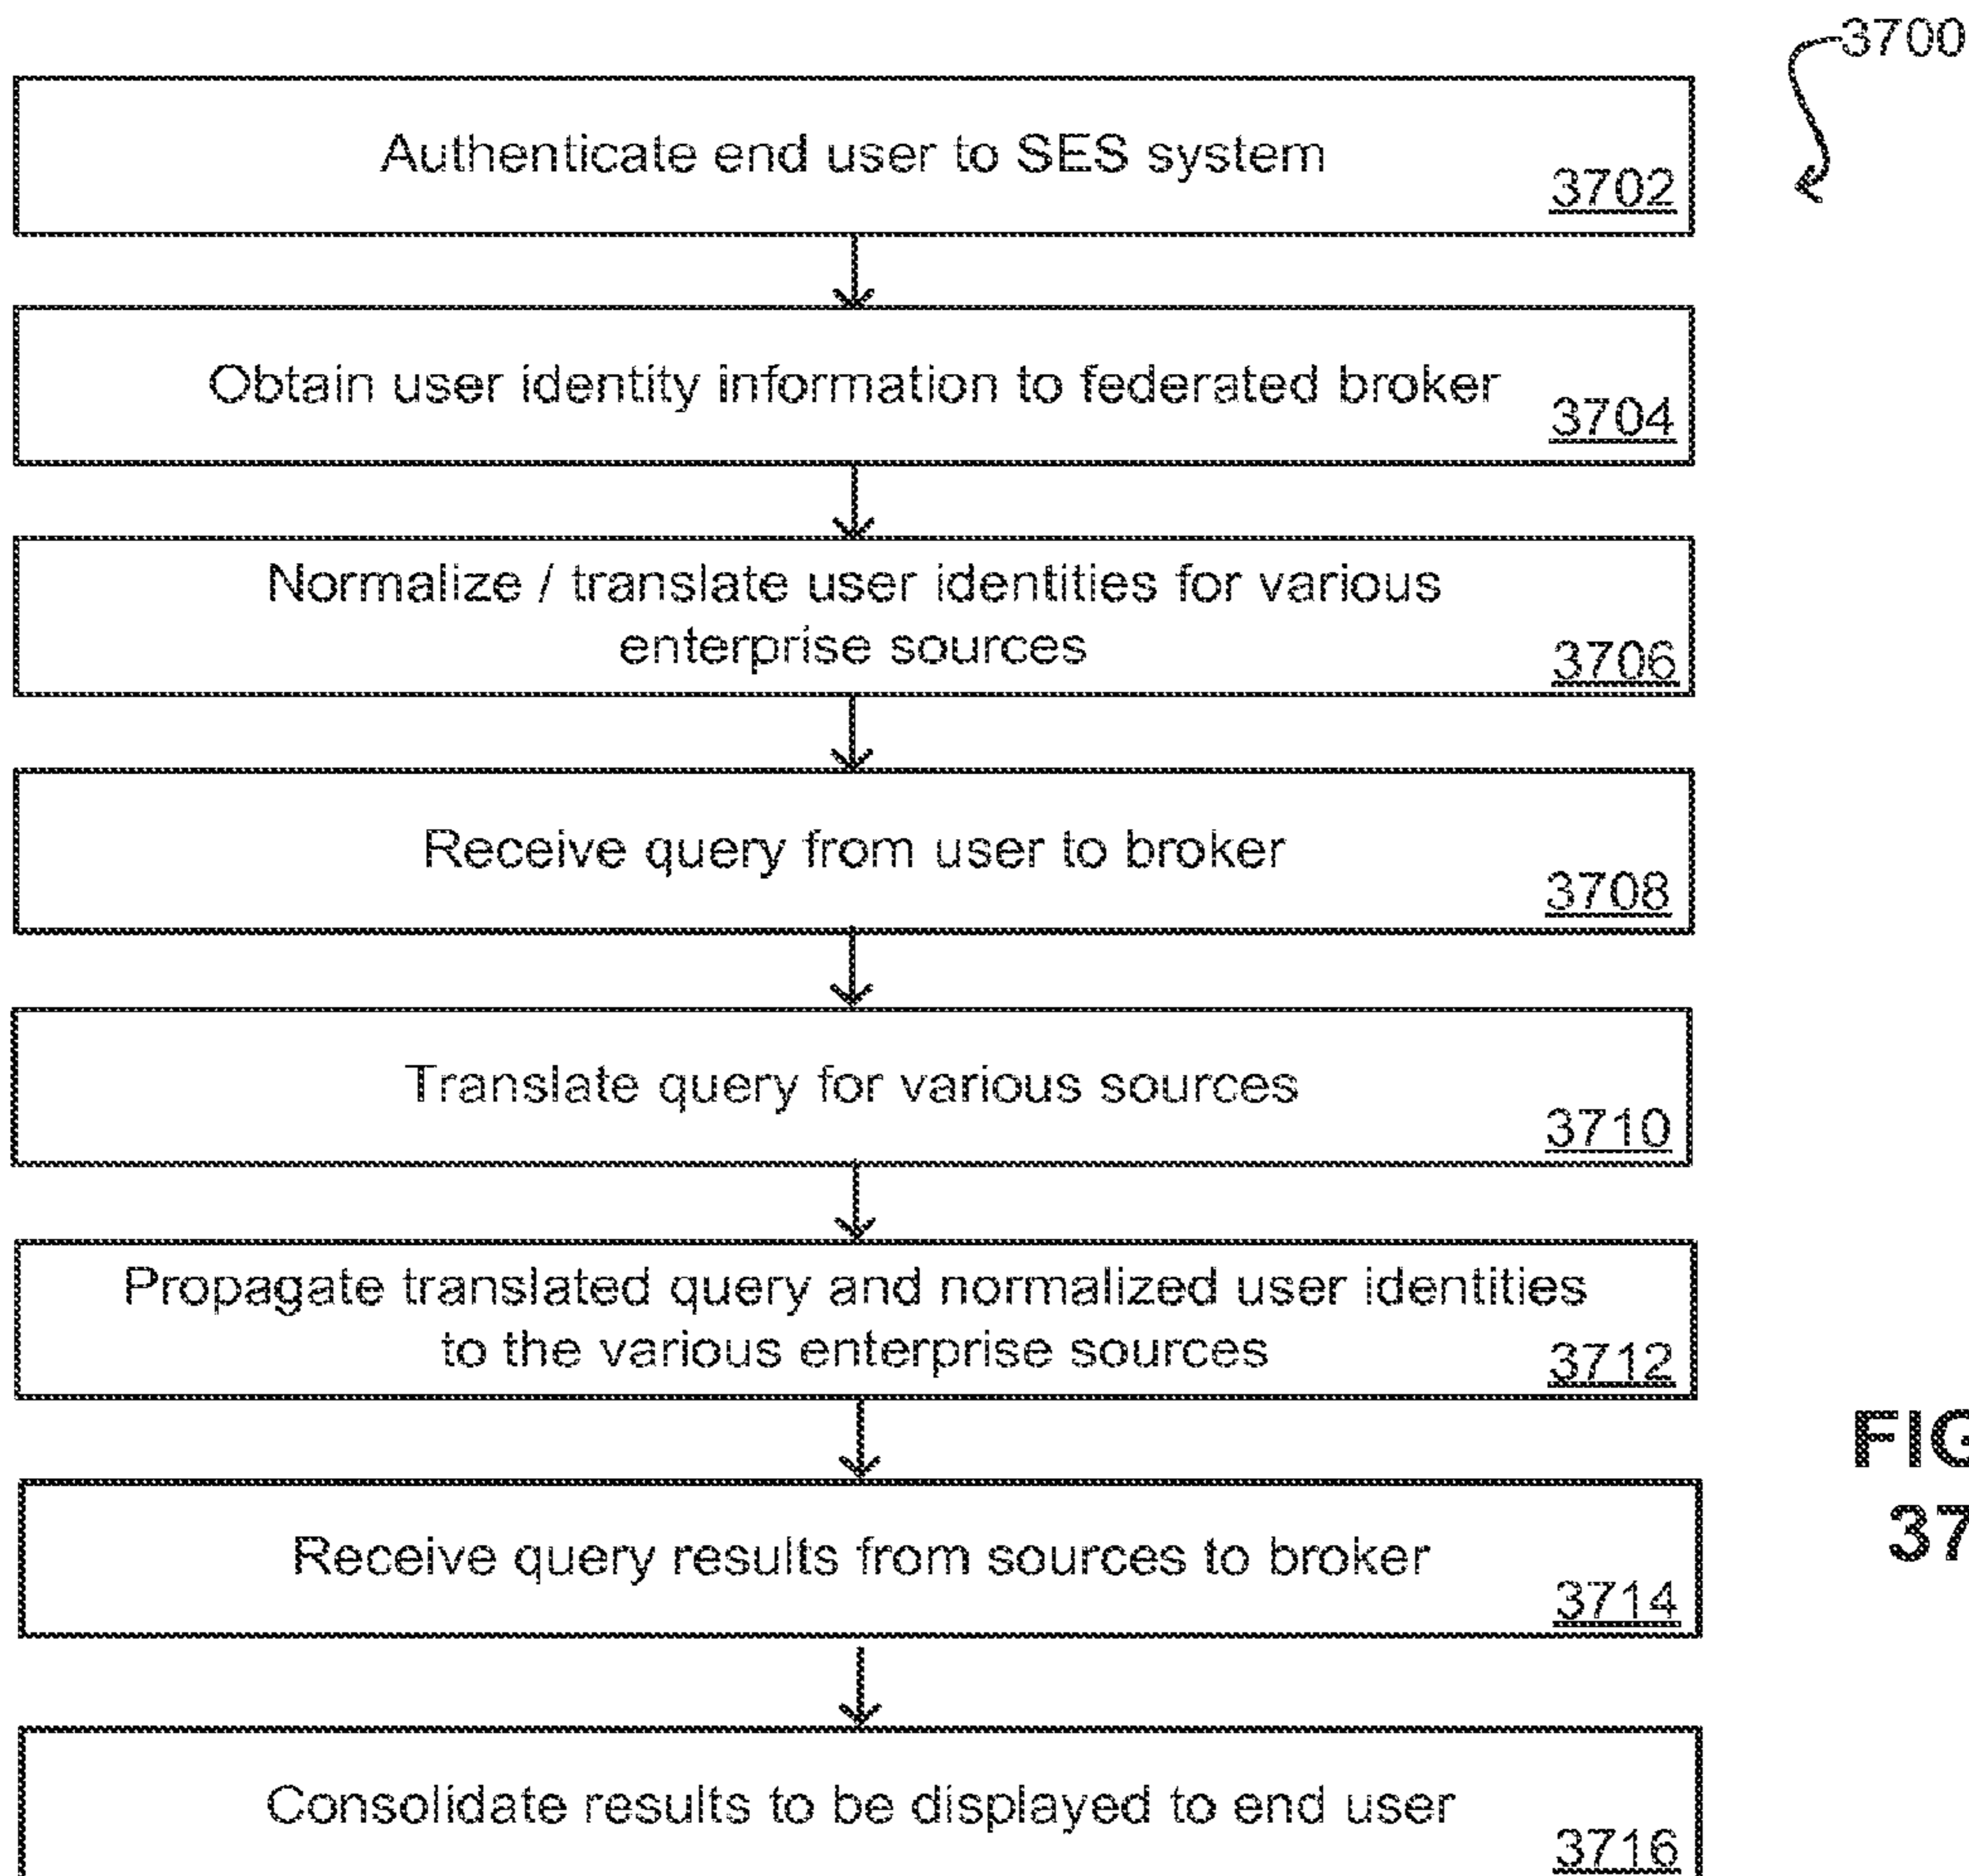 3700
Authenticate end user to SES system
3702
Obtain user identity information to federated broker
3704
Normalize / translate user identities for various
enterprise sources
3706
Receive query from user to broker
3708
Translate query for various sources
3710
Propagate translated query and normalized user identities
to the various enterprise sources
3712
Receive query results from sources to broker
3714
Consolidate results to be displayed to end user
3716
FIG
37